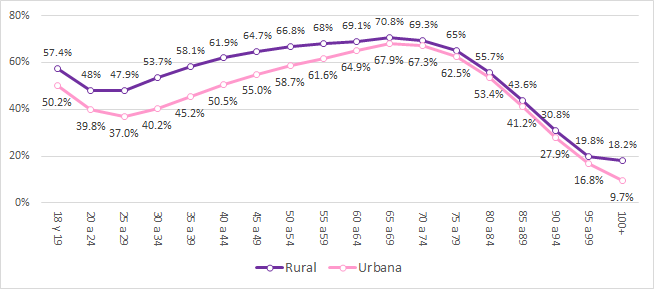 80%
60%
40%
20%
0%
57.4%
48%
47.9%
53.7%
58.1%
61.9%
64.7%
66.8%
68%
69.1%
70.8%
69.3%
65%
55.7%
43.6%
30.8%
19.8%
18.2%
50.2%
39.8%
37.0%
40.2%
45.2%
50.5%
55.0%
58.7%
61.6%
64.9%
67.9%
67.3%
62.5%
53.4%
41.2%
27.9%
16.8%
9.7%
18 y 19
20 a 24
25 a 29
30 a 34
35 a 39
40 a 44
45 a 49
50 a 54
55 a 59
60 a 64
65 a 69
70 a 74
75 a 79
80 a 84
85 a 89
90 a 94
95 a 99
100+
Rural
Urbana